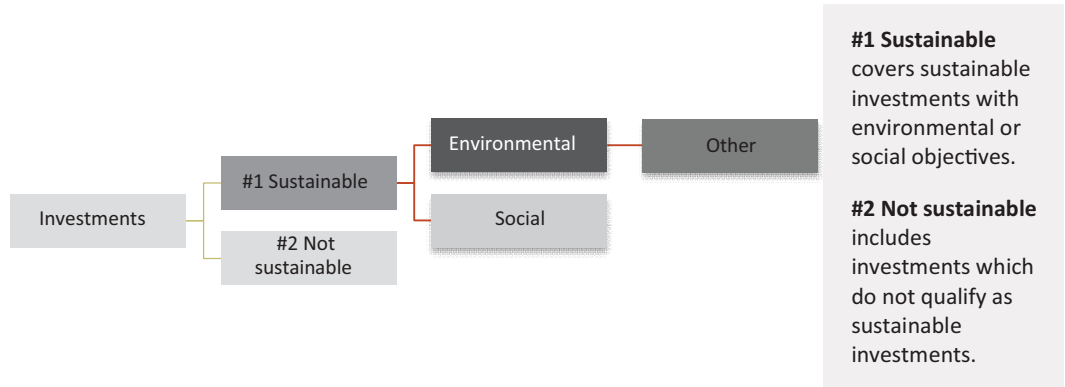 Investments
#1 Sustainable
#2 Not
sustainable
Environmental
Social
Other
#1 Sustainable
covers sustainable
investments with
environmental or
social objectives.
#2 Not sustainable
includes
investments which
do not qualify as
sustainable
investments.